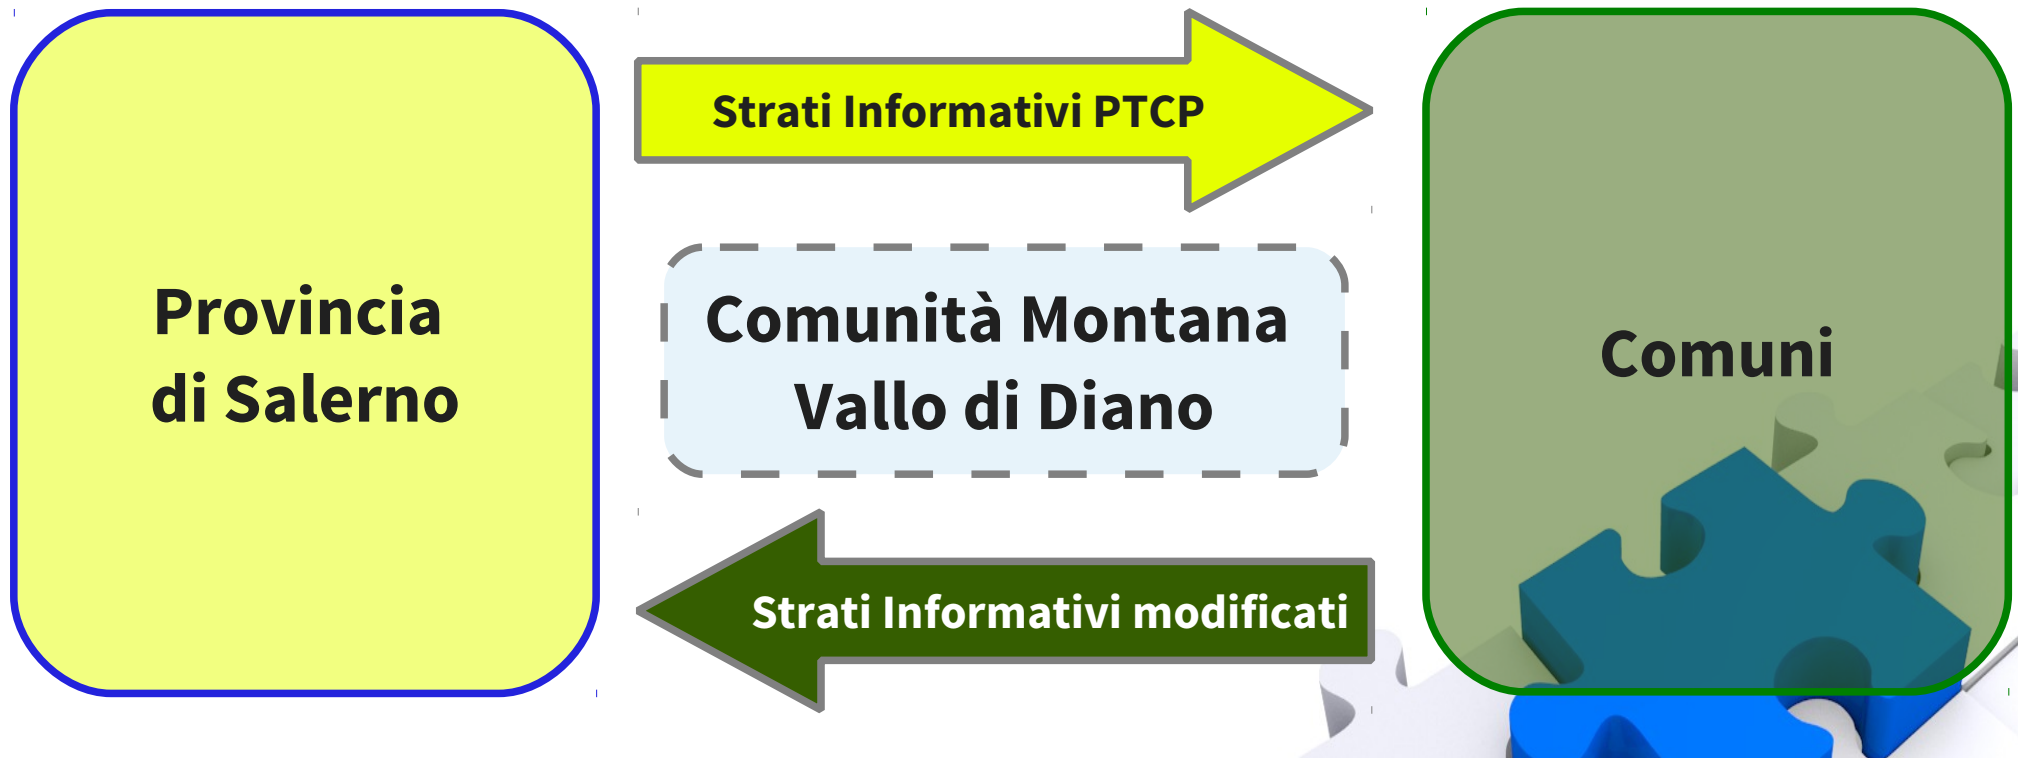 Provincia
di Salerno
Strati Informativi PTCP
Comunità Montana
Vallo di Diano
Strati Informativi modificati
Comuni